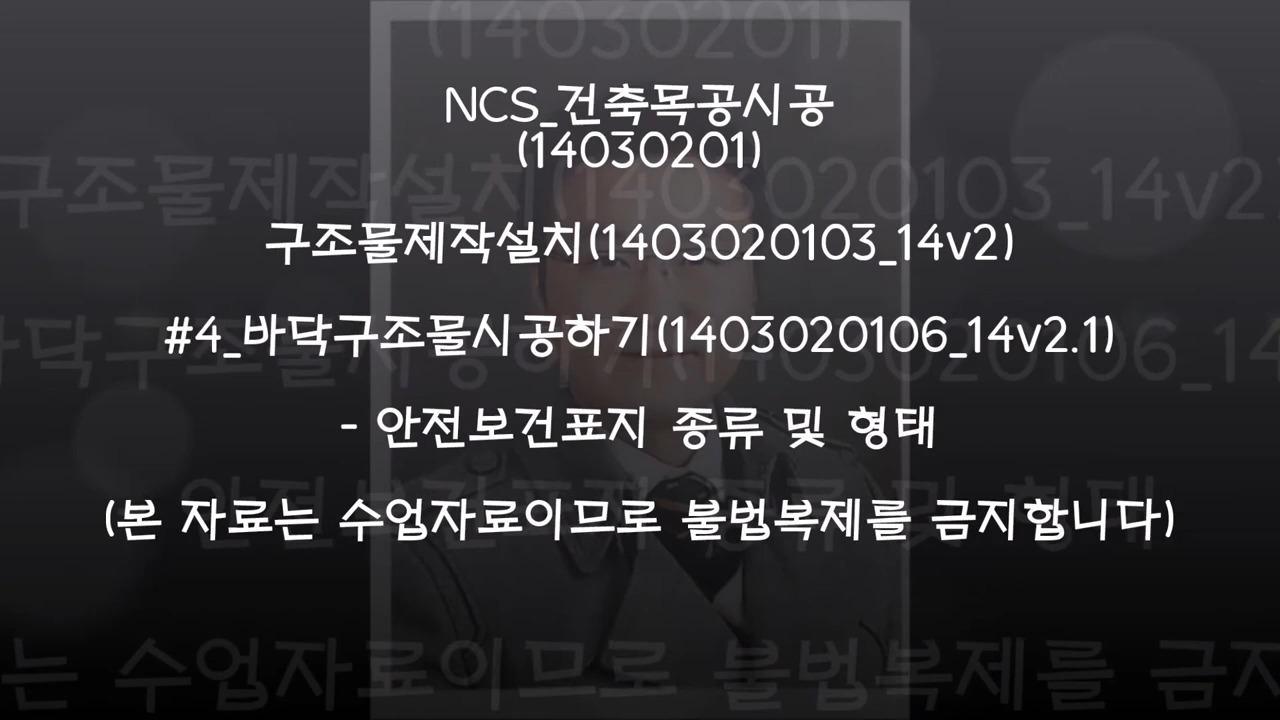 NCS_건축목공시공
(14030201)
구조물제작설치(1403020103_14v2)
#4_바닥구조물시공하기(1403020106_14v2.1)
- 안전보건표지 종류 및 형태
(본 자료는 수업자료이므로 불법복제를 금지합니다)